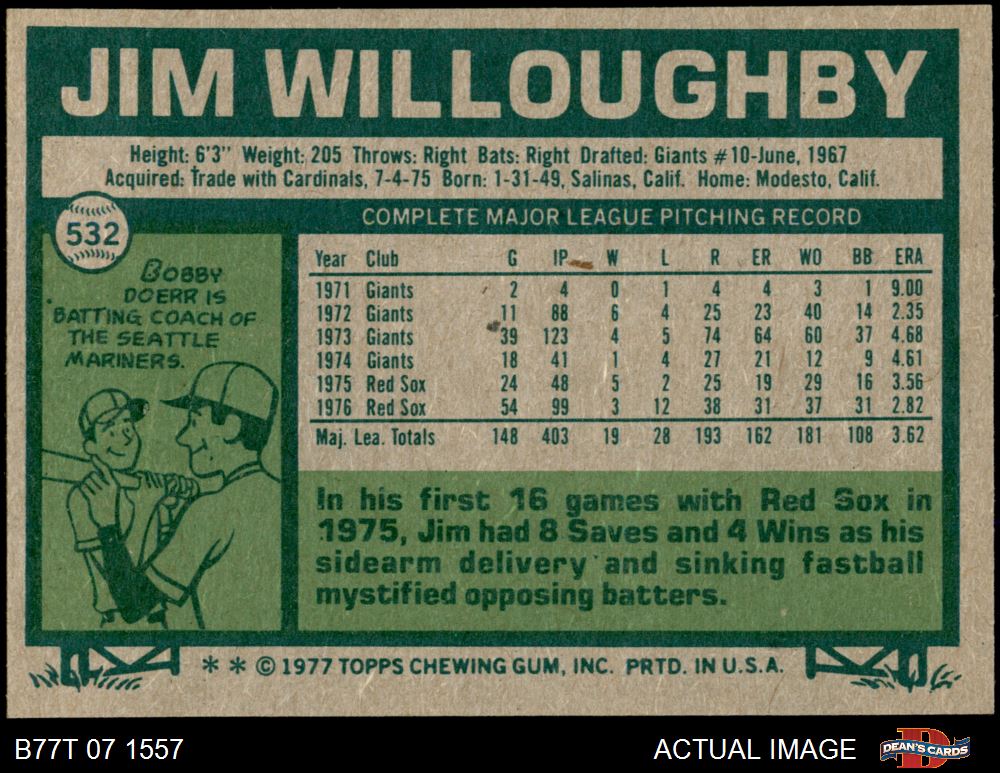 JIM WILLOUGHBY
Height: 6'3" Weight: 205 Throws: Right Bats: Right Drafted: Giants #10-June, 1967
Acquired: Trade with Cardinals, 7-4-75 Born: 1-31-49, Salinas, Calif. Home: Modesto, Calif.
532
BOBBY
DOERR IS
BATTING COACH OF
THE SEATTLE
MARINERS.
COMPLETE MAJOR LEAGUE PITCHING RECORD
Year Club G IP W L R ER WO BB ERA
1971 Giants 2 4 0 1 4 4 3 1 9.00
1972 Giants 11 88 6 4 25 23 40 14 2.35
1973 Giants 39 123 4 5 74 64 60 37 4.68
1974 Giants 18 41 1 4 27 21 12 9 4.61
1975 Red Sox 24 48 5 2 25 19 29 16 3.56
1976 Red Sox 54 99 3 12 38 31 37 31 2.82
Maj. Lea. Totals 148 403 19 28 193 162 181 108 3.62
In his first 16 games with Red Sox in
1975, Jim had 8 Saves and 4 Wins as his
sidearm delivery and sinking fastball
mystified opposing batters.
* * © 1977 TOPPS CHEWING GUM, INC. PRTD. IN U.S.A.
B77T 07 1557
ACTUAL IMAGE
B
DEAN'S CARDS